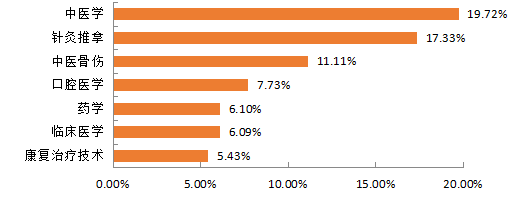 中医学 19.72%
针灸推拿 17.33%
中医骨伤 11.11%
口腔医学 7.73%
药学 6.10%
临床医学 6.09%
康复治疗技术 5.43%
0.00% 5.00% 10.00% 15.00% 20.00%